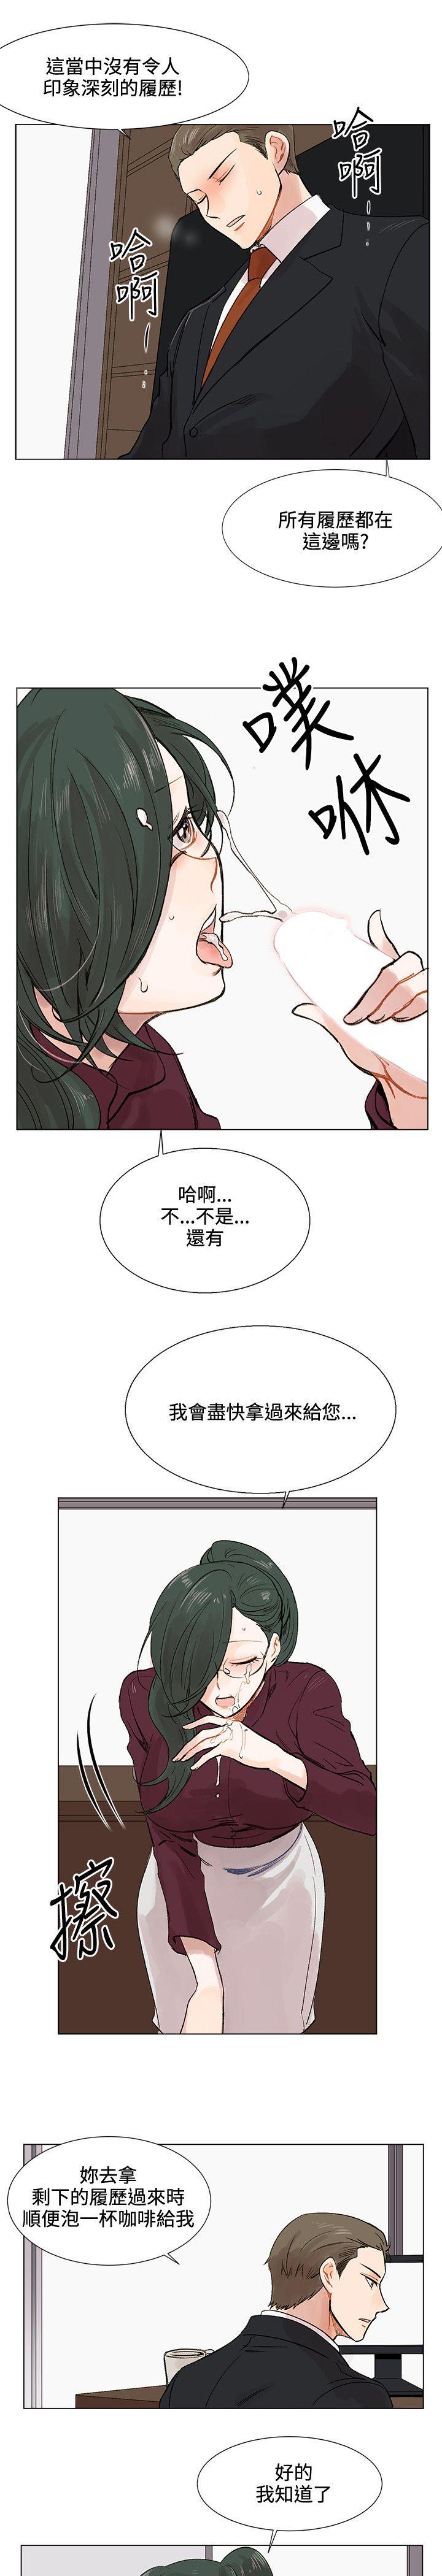 這當中沒有令人
印象深刻的履歷!
哈啊
哈啊
所有履歷都在
這邊嗎?
噗
咻
哈啊...
不...不是...
還有
我會盡快拿過來給您...
擦
妳去拿
剩下的履歷過來時
順便泡一杯咖啡給我
好的
我知道了